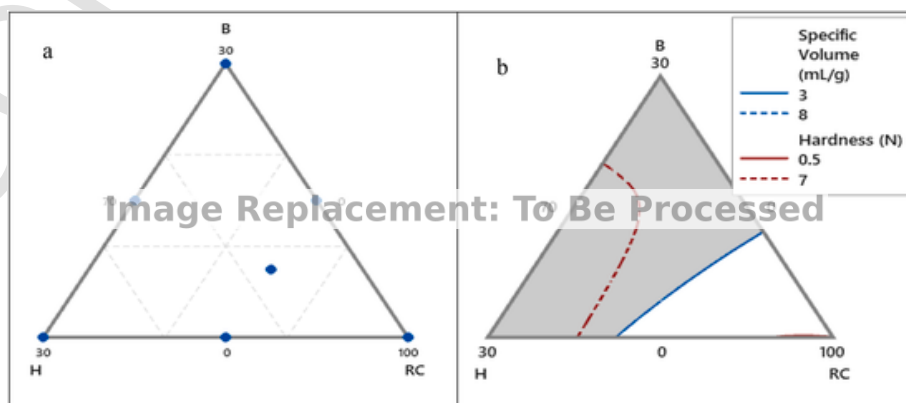 a
B
30
Image Replacement: To Be Processed
0
30
0
100
H
RC
b
B
30
30
0
100
H
RC
Specific
Volume
(mL/g)
3
8
Hardness (N)
0.5
7